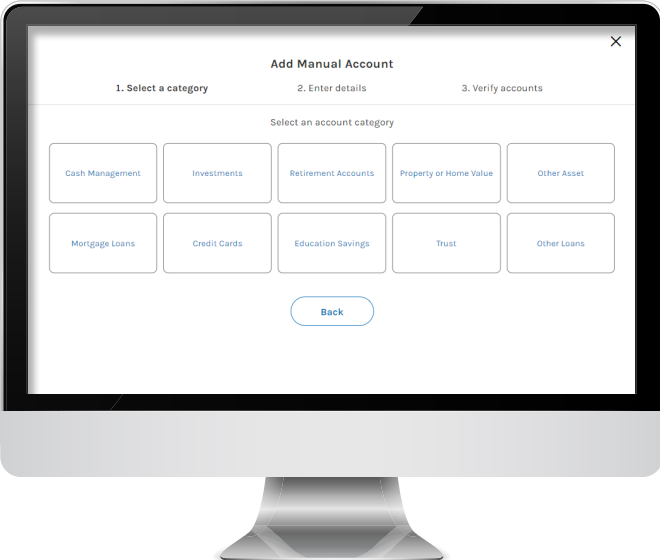 Add Manual Account
1. Select a category 2. Enter details 3. Verify accounts
Select an account category
Cash Management Investments Retirement Accounts Property or Home Value Other Asset
Mortgage Loans Credit Cards Education Savings Trust Other Loans
Back